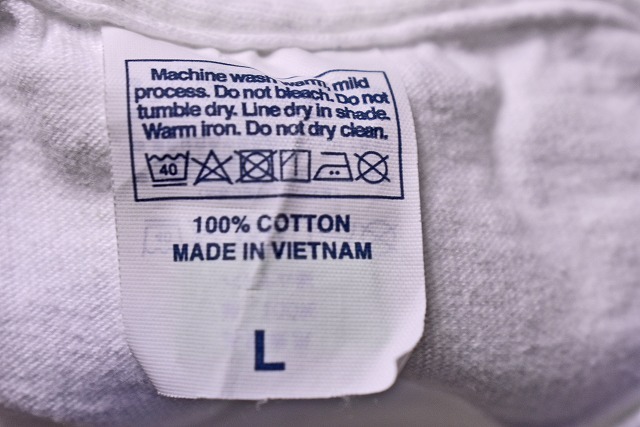 Machine wash warm, mild
process. Do not bleach. Do not
tumble dry. Line dry in shade.
Warm iron. Do not dry clean.
40
100% COTTON
MADE IN VIETNAM
L